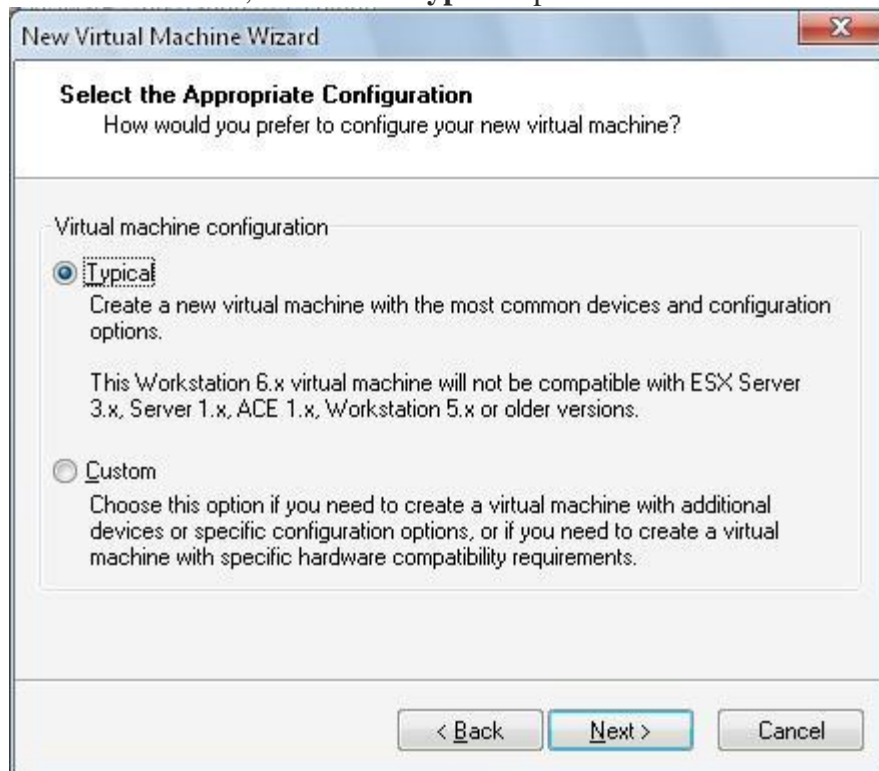 New Virtual Machine Wizard
Select the Appropriate Configuration
How would you prefer to configure your new virtual machine?
Virtual machine configuration
Typical
Create a new virtual machine with the most common devices and configuration
options.
This Workstation 6.x virtual machine will not be compatible with ESX Server
3.x, Server 1.x, ACE 1.x, Workstation 5.x or older versions.
Custom
Choose this option if you need to create a virtual machine with additional
devices or specific configuration options, or if you need to create a virtual
machine with specific hardware compatibility requirements.
< Back
Next >
Cancel